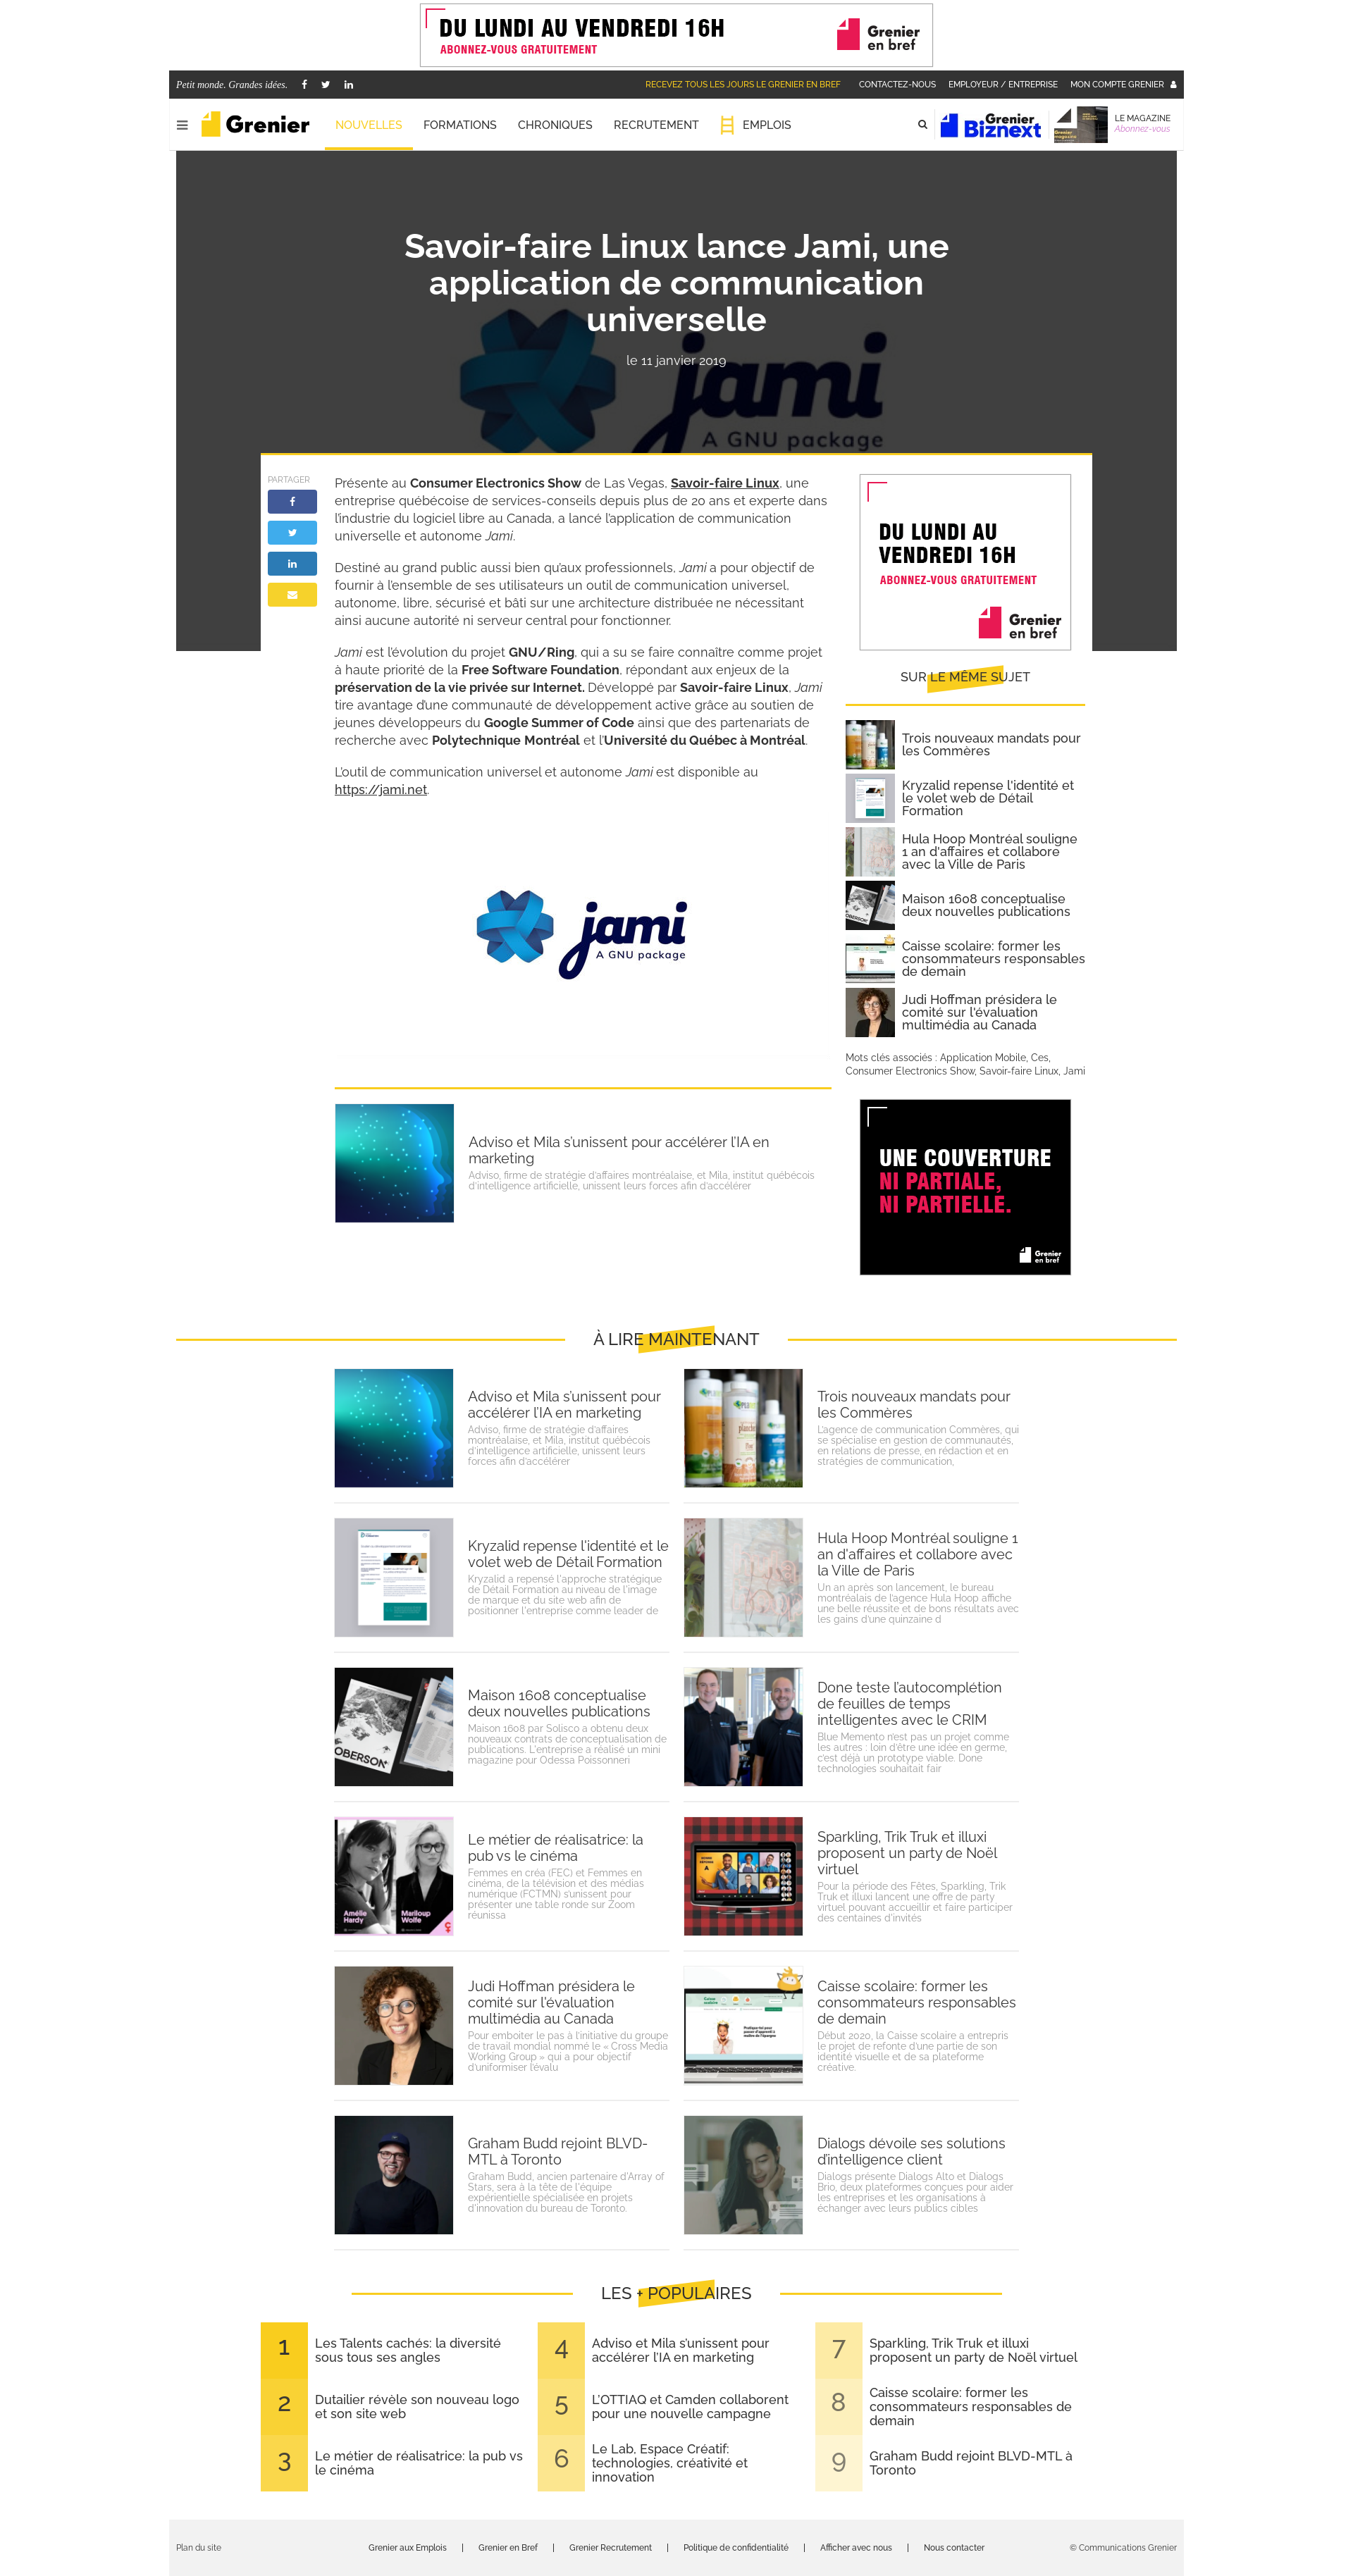 DU LUNDI AU VENDREDI 16H
ABONNEZ-VOUS GRATUITEMENT
Grenier
en bref
Petit monde. Grandes idées.
RECEVEZ TOUS LES JOURS LE GRENIER EN BREF
CONTACTEZ-NOUS
EMPLOYEUR / ENTREPRISE
MON COMPTE GRENIER
Grenier
NOUVELLES
FORMATIONS
CHRONIQUES
RECRUTEMENT
EMPLOIS
Grenier
Biznext
LE MAGAZINE
Abonnez-vous
Savoir-faire Linux lance Jami, une
application de communication
universelle
le 11 janvier 2019
jami
A GNU package
PARTAGER
Présente au Consumer Electronics Show de Las Vegas, Savoir-faire Linux, une
entreprise québécoise de services-conseils depuis plus de 20 ans et experte dans
l'industrie du logiciel libre au Canada, a lancé l'application de communication
universelle et autonome Jami.
Destiné au grand public aussi bien qu'aux professionnels, Jami a pour objectif de
fournir à l'ensemble de ses utilisateurs un outil de communication universel,
autonome, libre, sécurisé et bâti sur une architecture distribuée ne nécessitant
ainsi aucune autorité ni serveur central pour fonctionner.
Jami est l'évolution du projet GNU/Ring, qui a su se faire connaître comme projet
à haute priorité de la Free Software Foundation, répondant aux enjeux de la
préservation de la vie privée sur Internet. Développé par Savoir-faire Linux, Jami
tire avantage d'une communauté de développement active grâce au soutien de
jeunes développeurs du Google Summer of Code ainsi que des partenariats de
recherche avec Polytechnique Montréal et l'Université du Québec à Montréal.
L'outil de communication universel et autonome Jami est disponible au
https://jami.net.
jami
A GNU package
DU LUNDI AU
VENDREDI 16H
ABONNEZ-VOUS GRATUITEMENT
Grenier
en bref
SUR LE MÊME SUJET
Trois nouveaux mandats pour
les Commères
Kryzalid repense l'identité et
le volet web de Détail
Formation
Hula Hoop Montréal souligne
1 an d'affaires et collabore
avec la Ville de Paris
Maison 1608 conceptualise
deux nouvelles publications
Caisse scolaire: former les
consommateurs responsables
de demain
Judi Hoffman présidera le
comité sur l'évaluation
multimédia au Canada
Mots clés associés : Application Mobile, Ces,
Consumer Electronics Show, Savoir-faire Linux, Jami
Adviso et Mila s'unissent pour accélérer l'IA en
marketing
Adviso, firme de stratégie d'affaires montréalaise, et Mila, institut québécois
d'intelligence artificielle, unissent leurs forces afin d'accélérer
UNE COUVERTURE
NI PARTIALE,
NI PARTIELLE.
Grenier
en bref
À LIRE MAINTENANT
Adviso et Mila s'unissent pour
accélérer l'IA en marketing
Adviso, firme de stratégie d'affaires
montréalaise, et Mila, institut québécois
d'intelligence artificielle, unissent leurs
forces afin d'accélérer
Trois nouveaux mandats pour
les Commères
L'agence de communication Commères, qui
se spécialise en gestion de communautés,
en relations de presse, en rédaction et en
stratégies de communication,
Kryzalid repense l'identité et le
volet web de Détail Formation
Kryzalid a repensé l'approche stratégique
de Détail Formation au niveau de l'image
de marque et du site web afin de
positionner l'entreprise comme leader de
Hula Hoop Montréal souligne 1
an d'affaires et collabore avec
la Ville de Paris
Un an après son lancement, le bureau
montréalais de l'agence Hula Hoop affiche
une belle réussite et de bons résultats avec
les gains d'une quinzaine d
OBERSON
Maison 1608 conceptualise
deux nouvelles publications
Maison 1608 par Solisco a obtenu deux
nouveaux contrats de conceptualisation de
publications. L'entreprise a réalisé un mini
magazine pour Odessa Poissonneri
Done teste l'autocomplétion
de feuilles de temps
intelligentes avec le CRIM
Blue Memento n'est pas un projet comme
les autres : loin d'être une idée en germe,
c'est déjà un prototype viable. Done
technologies souhaitait fair
Amélie
Hardy
Mariloup
Wolfe
Le métier de réalisatrice: la
pub vs le cinéma
Femmes en créa (FEC) et Femmes en
cinéma, de la télévision et des médias
numérique (FCTMN) s'unissent pour
présenter une table ronde sur Zoom
réunissa
Sparkling, Trik Truk et illuxi
proposent un party de Noël
virtuel
Pour la période des Fêtes, Sparkling, Trik
Truk et illuxi lancent une offre de party
virtuel pouvant accueillir et faire participer
des centaines d'invités
Judi Hoffman présidera le
comité sur l'évaluation
multimédia au Canada
Pour emboiter le pas à l'initiative du groupe
de travail mondial nommé le « Cross Media
Working Group » qui a pour objectif
d'uniformiser l'évalu
Caisse scolaire: former les
consommateurs responsables
de demain
Début 2020, la Caisse scolaire a entrepris
le projet de refonte d'une partie de son
identité visuelle et de sa plateforme
créative.
Graham Budd rejoint BLVD-
MTL à Toronto
Graham Budd, ancien partenaire d'Array of
Stars, sera à la tête de l'équipe
expérientielle spécialisée en projets
d'innovation du bureau de Toronto.
Dialogs dévoile ses solutions
d'intelligence client
Dialogs présente Dialogs Alto et Dialogs
Brio, deux plateformes conçues pour aider
les entreprises et les organisations à
échanger avec leurs publics cibles
LES + POPULAIRES
1
Les Talents cachés: la diversité
sous tous ses angles
2
Dutailier révèle son nouveau logo
et son site web
3
Le métier de réalisatrice: la pub vs
le cinéma
4
Adviso et Mila s'unissent pour
accélérer l'IA en marketing
5
L'OTTIAQ et Camden collaborent
pour une nouvelle campagne
6
Le Lab, Espace Créatif:
technologies, créativité et
innovation
7
Sparkling, Trik Truk et illuxi
proposent un party de Noël virtuel
8
Caisse scolaire: former les
consommateurs responsables de
demain
9
Graham Budd rejoint BLVD-MTL à
Toronto
Plan du site
Grenier aux Emplois | Grenier en Bref | Grenier Recrutement | Politique de confidentialité | Afficher avec nous | Nous contacter
© Communications Grenier